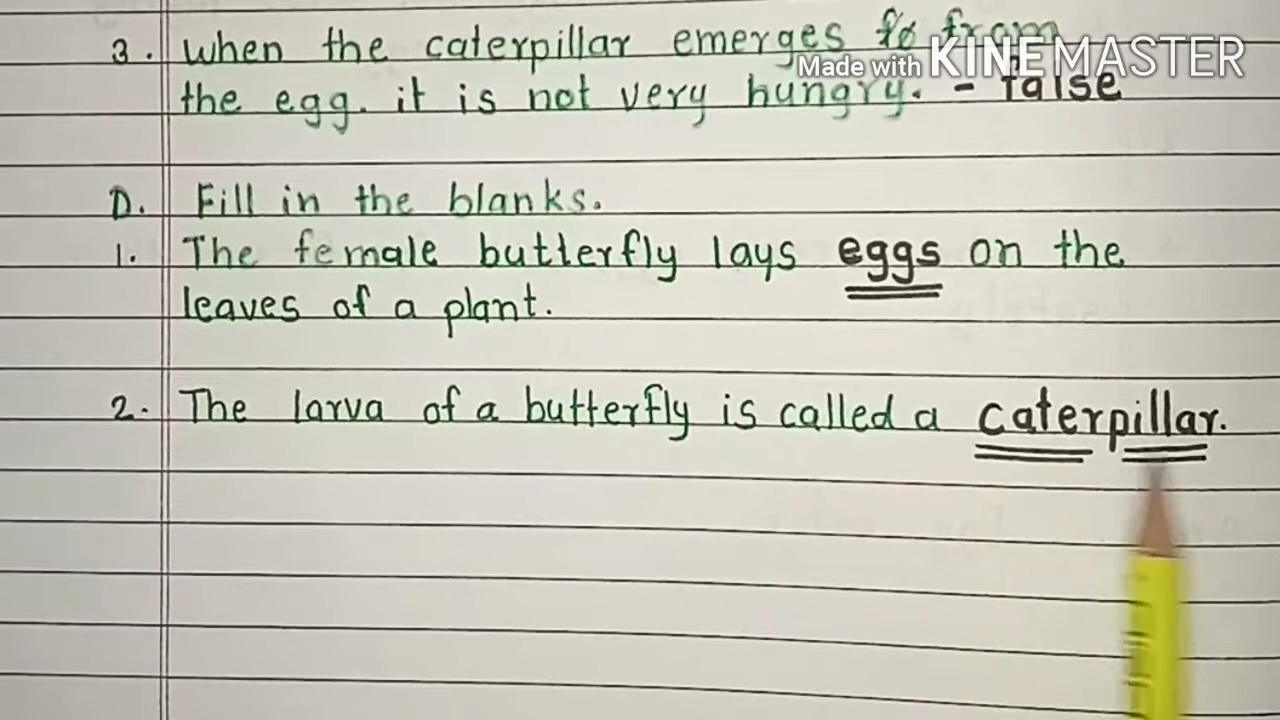 3. When the caterpillar emerges to from
Made with KINEMASTER
the egg. it is not very hungry. - false
D. Fill in the blanks.
1. The female butterfly lays eggs on the
leaves of a plant.
2. The larva of a butterfly is called a caterpillar.